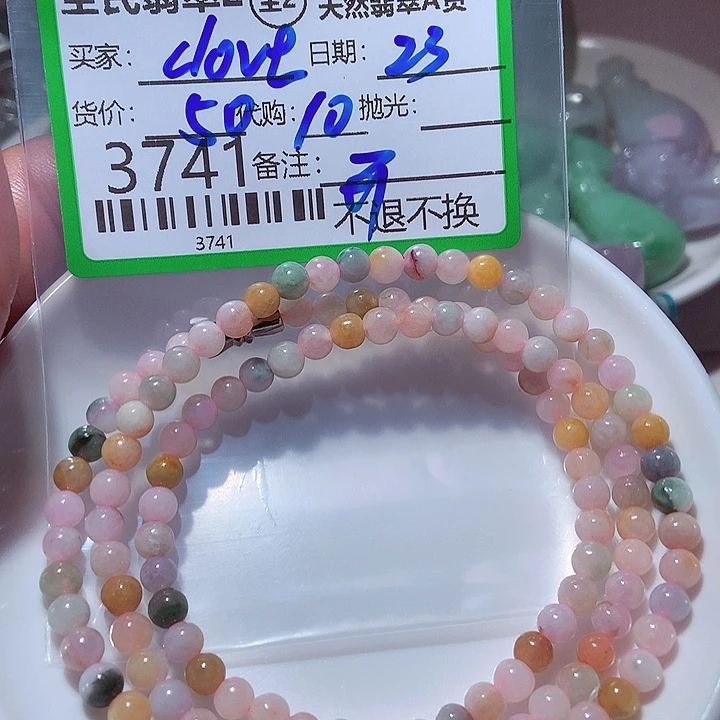 天然翡翠A货
买家: clove 日期: 23
货价: 50 代购: 10 抛光:
3741 备注: 可
3741 不退不换